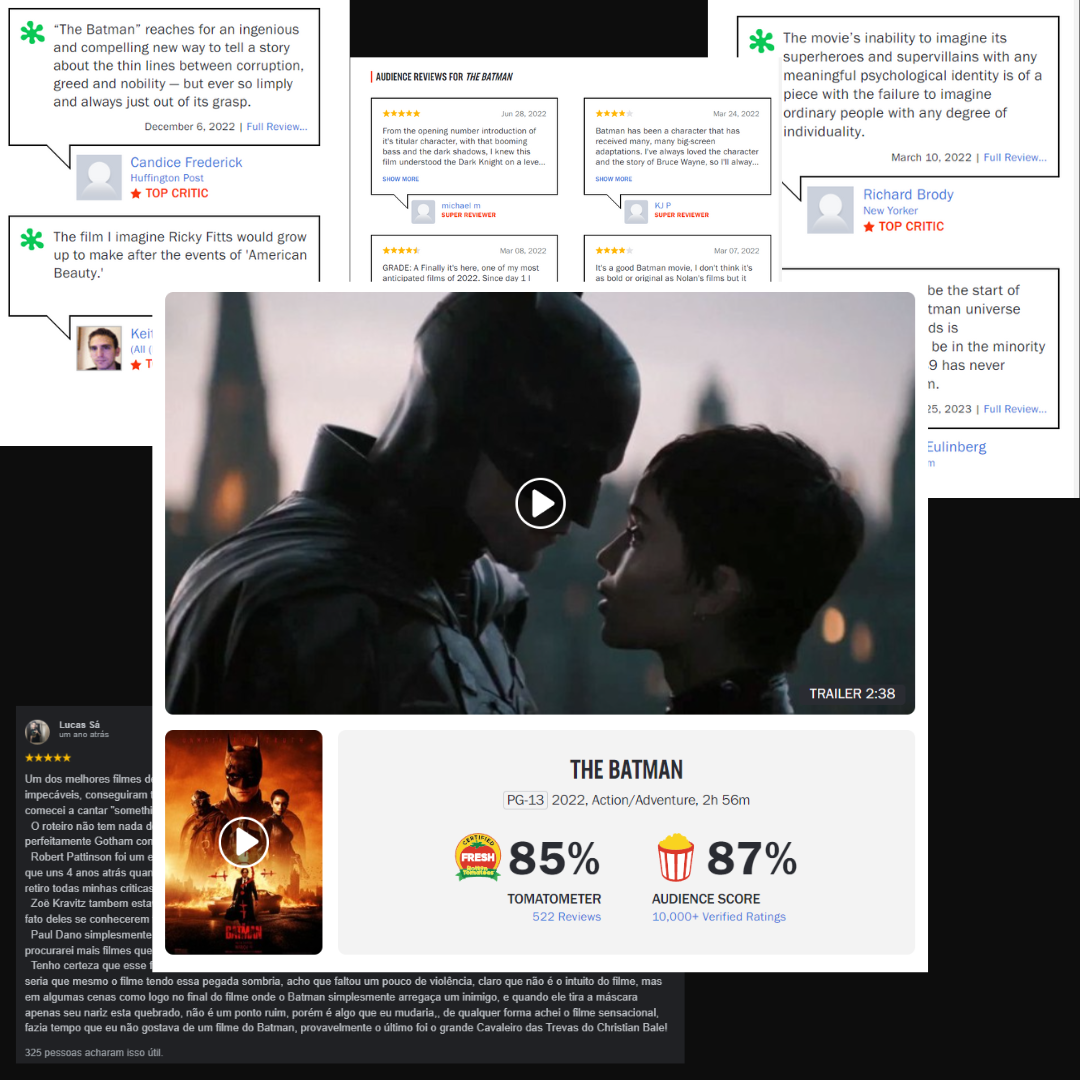 “The Batman” reaches for an ingenious
and compelling new way to tell a story
about the thin lines between corruption,
greed and nobility — but ever so limply
and always just out of its grasp.
December 6, 2022 | Full Review...
Candice Frederick
Huffington Post
TOP CRITIC
The film I imagine Ricky Fitts would grow
up to make after the events of 'American
Beauty.'
Keit
(All (
T
AUDIENCE REVIEWS FOR THE BATMAN
Jun 28, 2022
From the opening number introduction of
it's titular character, with that booming
bass and the dark shadows, I knew this
film understood the Dark Knight on a leve...
SHOW MORE
michael m
SUPER REVIEWER
Mar 24, 2022
Batman has been a character that has
received many, many big-screen
adaptations. I've always loved the character
and the story of Bruce Wayne, so I'll alway...
SHOW MORE
KJ P
SUPER REVIEWER
Mar 08, 2022
GRADE: A Finally it's here, one of my most
anticipated films of 2022. Since day 1 I
Mar 07, 2022
It's a good Batman movie, I don't think it's
as bold or original as Nolan's films but it
The movie’s inability to imagine its
superheroes and supervillains with any
meaningful psychological identity is of a
piece with the failure to imagine
ordinary people with any degree of
individuality.
March 10, 2022 | Full Review...
Richard Brody
New Yorker
TOP CRITIC
be the start of
tman universe
ds is
be in the minority
9 has never
m.
25, 2023 | Full Review...
Eulinberg
m
TRAILER 2:38
THE BATMAN
PG-13 2022, Action/Adventure, 2h 56m
CERTIFIED
FRESH
Rotten
Tomatoes
85%
TOMATOMETER
522 Reviews
87%
AUDIENCE SCORE
10,000+ Verified Ratings
BATMAN
Lucas Sá
um ano atrás
Um dos melhores filmes d
impecáveis, conseguiram
comecei a cantar "somethi
O roteiro não tem nada d
perfeitamente Gotham con
Robert Pattinson foi um e
que uns 4 anos atrás quan
retiro todas minhas criticas
Zoë Kravitz tambem esta
fato deles se conhecerem
Paul Dano simplesmente
procurarei mais filmes que
Tenho certeza que esse f
seria que mesmo o filme tendo essa pegada sombria, acho que faltou um pouco de violência, claro que não é o intuito do filme, mas
em algumas cenas como logo no final do filme onde o Batman simplesmente arregaça um inimigo, e quando ele tira a máscara
apenas seu nariz esta quebrado, não é um ponto ruim, porém é algo que eu mudaria,, de qualquer forma achei o filme sensacional,
fazia tempo que eu não gostava de um filme do Batman, provavelmente o último foi o grande Cavaleiro das Trevas do Christian Bale!
325 pessoas acharam isso útil.